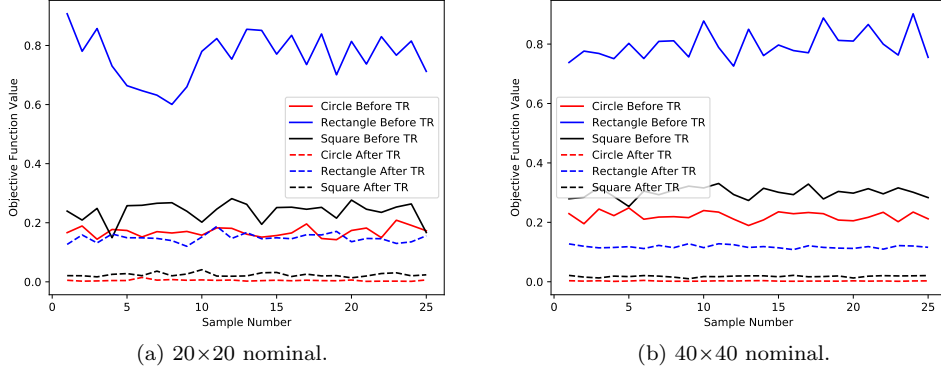 Objective Function Value
0.8
0.6
0.4
0.2
0.0
0 5 10 15 20 25
Sample Number
Circle Before TR
Rectangle Before TR
Square Before TR
Circle After TR
Rectangle After TR
Square After TR
(a) 20×20 nominal.
Objective Function Value
0.8
0.6
0.4
0.2
0.0
0 5 10 15 20 25
Sample Number
Circle Before TR
Rectangle Before TR
Square Before TR
Circle After TR
Rectangle After TR
Square After TR
(b) 40×40 nominal.